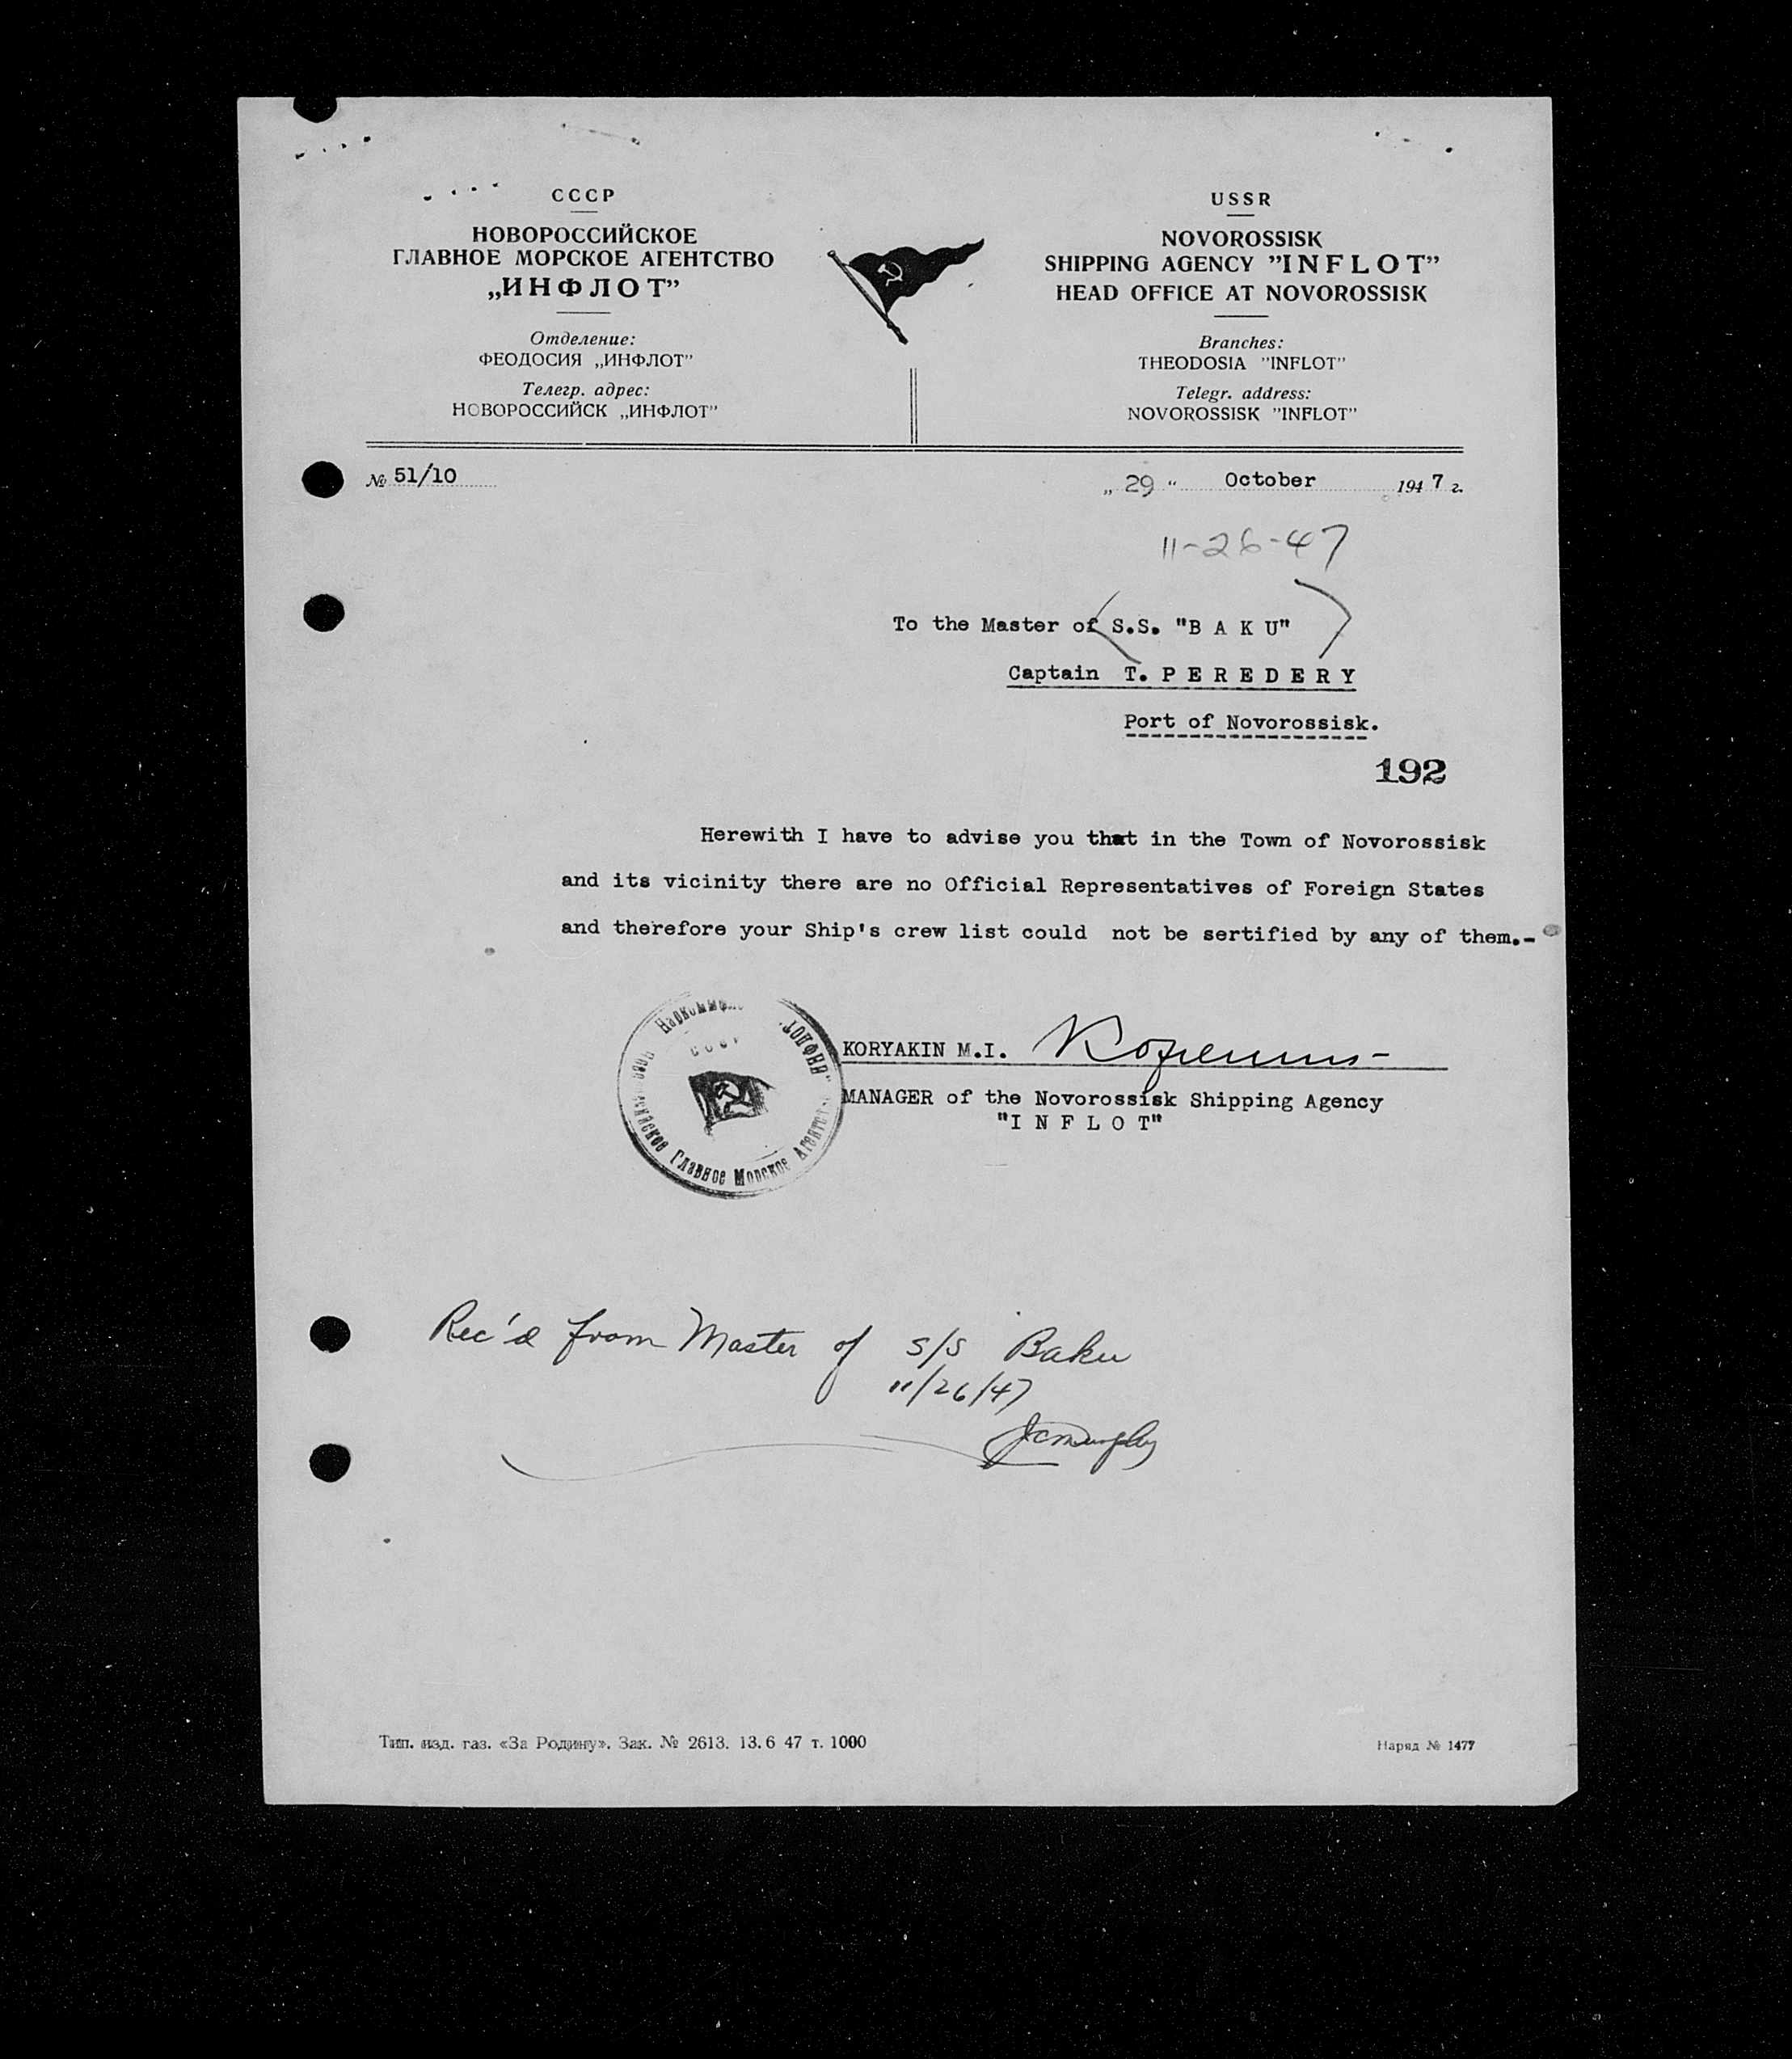 СССР
НОВОРОССИЙСКОЕ
ГЛАВНОЕ МОРСКОЕ АГЕНТСТВО
„ИНФЛОТ”
Отделение:
ФЕОДОСИЯ „ИНФЛОТ”
Телегр. адрес:
НОВОРОССИЙСК „ИНФЛОТ”
USSR
NOVOROSSISK
SHIPPING AGENCY ”INFLOT”
HEAD OFFICE AT NOVOROSSISK
Branches:
THEODOSIA ”INFLOT”
Telegr. address:
NOVOROSSISK ”INFLOT”
№ 51/10
„ 29 “ October 1947 г.
11-26-47
To the Master of S.S. "B A K U"
Captain T. P E R E D E R Y
Port of Novorossisk.
192
Herewith I have to advise you that in the Town of Novorossisk
and its vicinity there are no Official Representatives of Foreign States
and therefore your Ship's crew list could not be sertified by any of them.-
СССР
Главное Морское Агентство „ИНФЛОТ”
KORYAKIN M.I.
MANAGER of the Novorossisk Shipping Agency
"I N F L O T"
Rec'd from Master of S/S Baku
11/26/47
Тип. изд. газ. «За Родину». Зак. № 2613. 13.6 47 т. 1000
Наряд № 1477